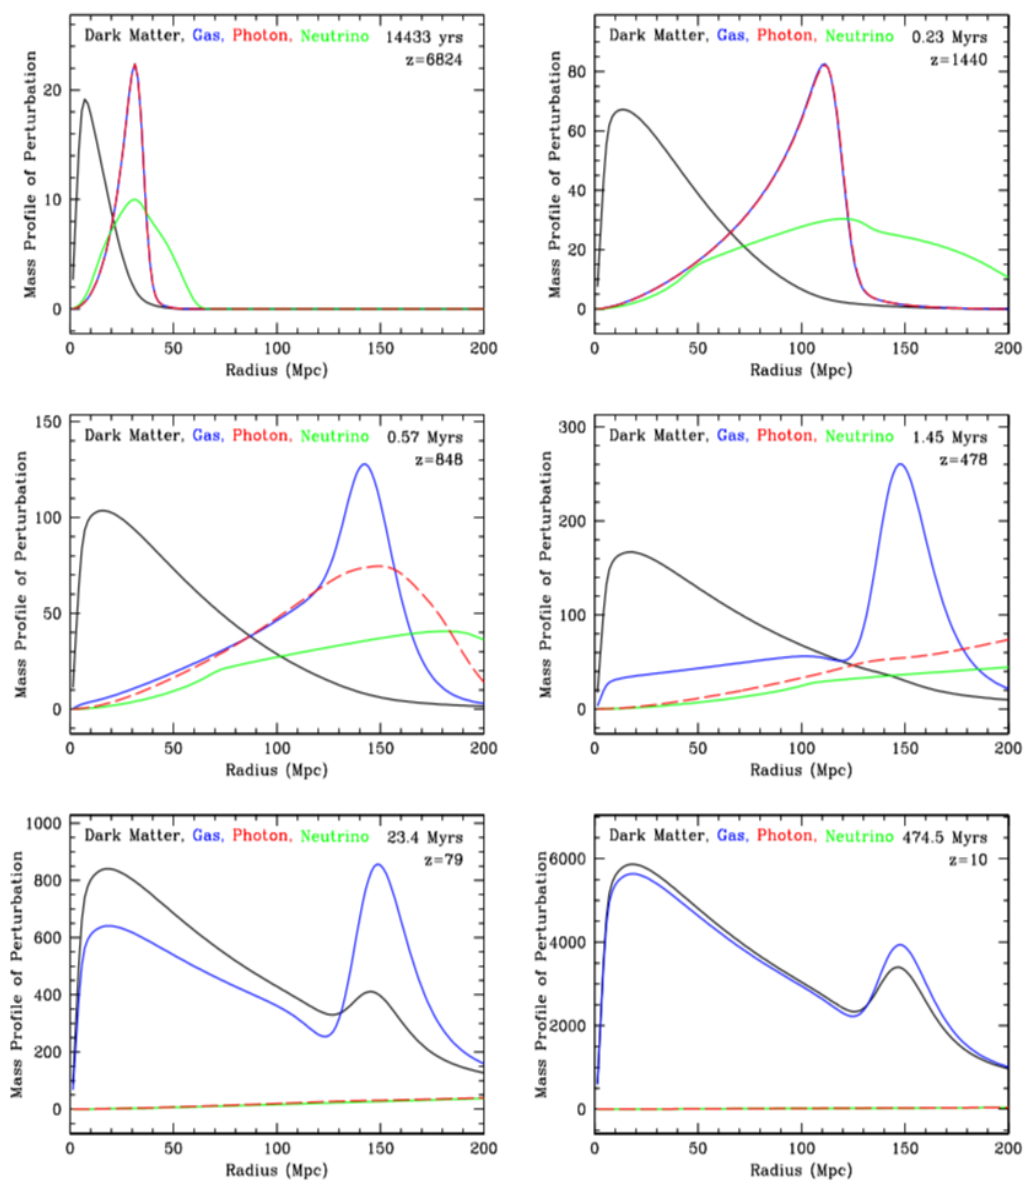 Dark Matter, Gas, Photon, Neutrino 14433 yrs
z=6824
Mass Profile of Perturbation
20
10
0
0 50 100 150 200
Radius (Mpc)
Dark Matter, Gas, Photon, Neutrino 0.23 Myrs
z=1440
Mass Profile of Perturbation
80
60
40
20
0
0 50 100 150 200
Radius (Mpc)
Dark Matter, Gas, Photon, Neutrino 0.57 Myrs
z=848
Mass Profile of Perturbation
150
100
50
0
0 50 100 150 200
Radius (Mpc)
Dark Matter, Gas, Photon, Neutrino 1.45 Myrs
z=478
Mass Profile of Perturbation
300
200
100
0
0 50 100 150 200
Radius (Mpc)
Dark Matter, Gas, Photon, Neutrino 23.4 Myrs
z=79
Mass Profile of Perturbation
1000
800
600
400
200
0
0 50 100 150 200
Radius (Mpc)
Dark Matter, Gas, Photon, Neutrino 474.5 Myrs
z=10
Mass Profile of Perturbation
6000
4000
2000
0
0 50 100 150 200
Radius (Mpc)